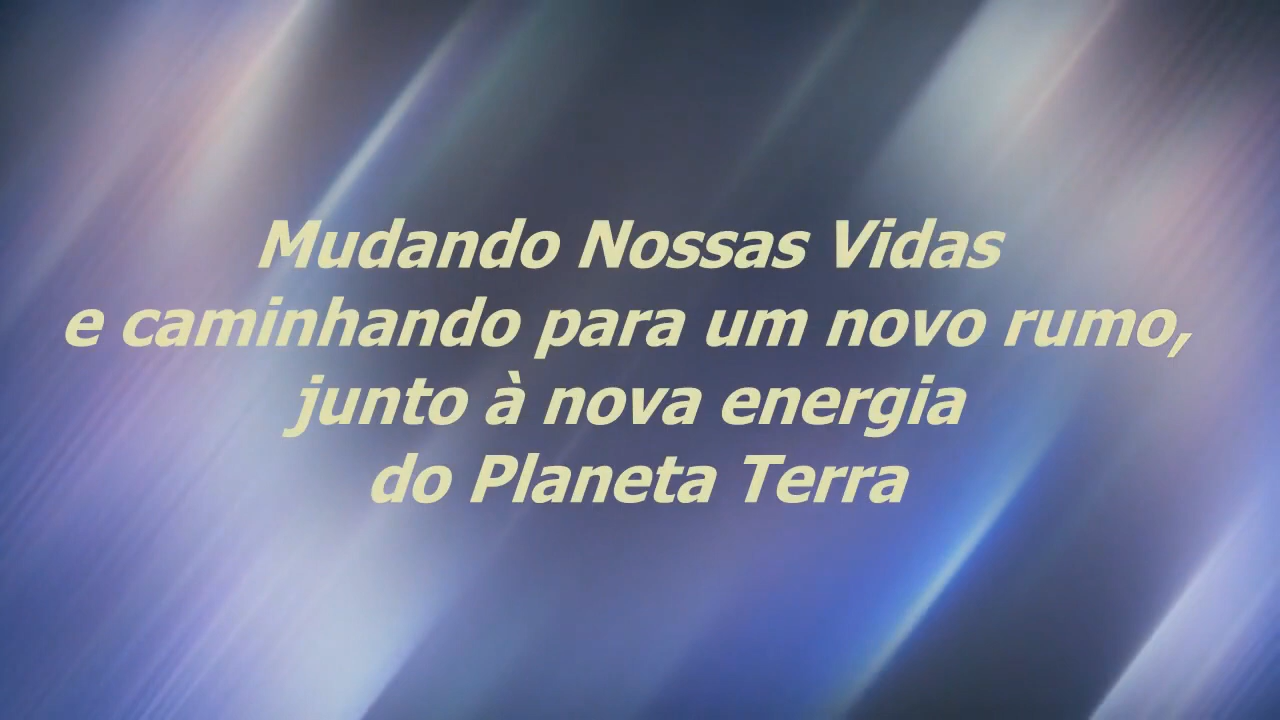 Mudando Nossas Vidas
e caminhando para um novo rumo,
junto à nova energia
do Planeta Terra